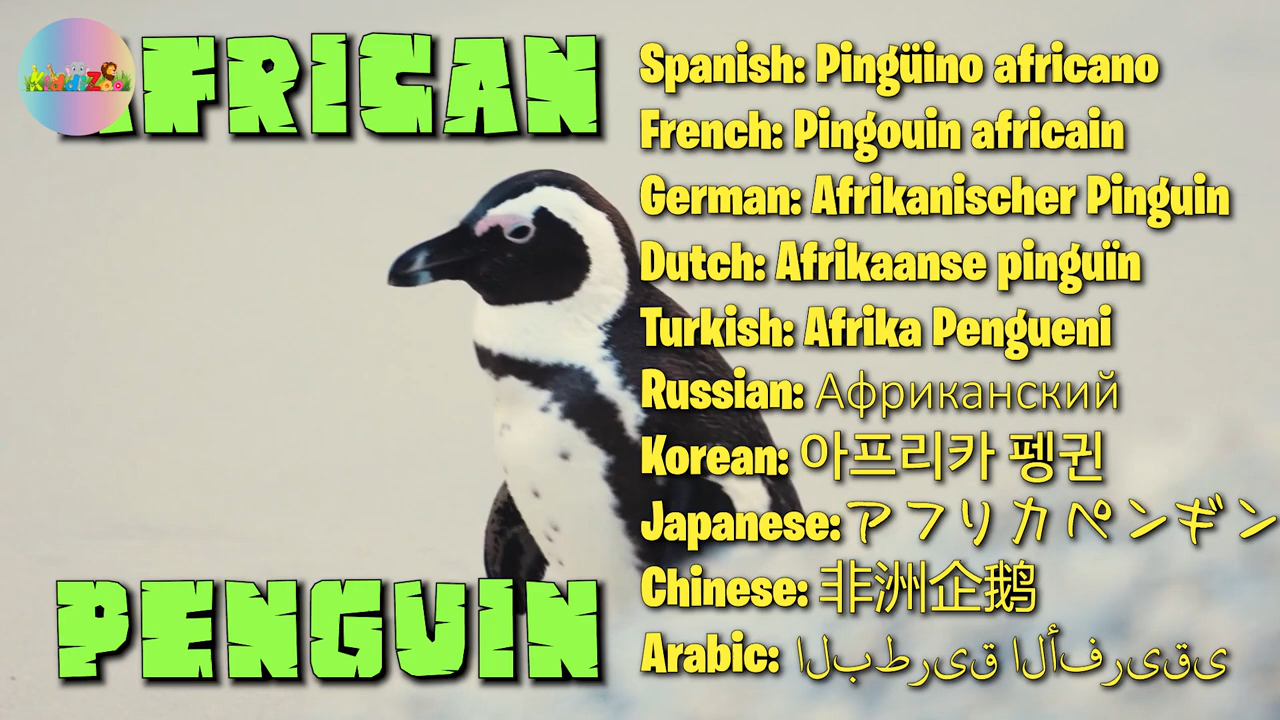 KiddiZoo
AFRICAN
PENGUIN
Spanish: Pingüino africano
French: Pingouin africain
German: Afrikanischer Pinguin
Dutch: Afrikaanse pinguïn
Turkish: Afrika Pengueni
Russian: Африканский
Korean: 아프리카 펭귄
Japanese: アフリカペンギン
Chinese: 非洲企鹅
Arabic: البطريق الأفريقي